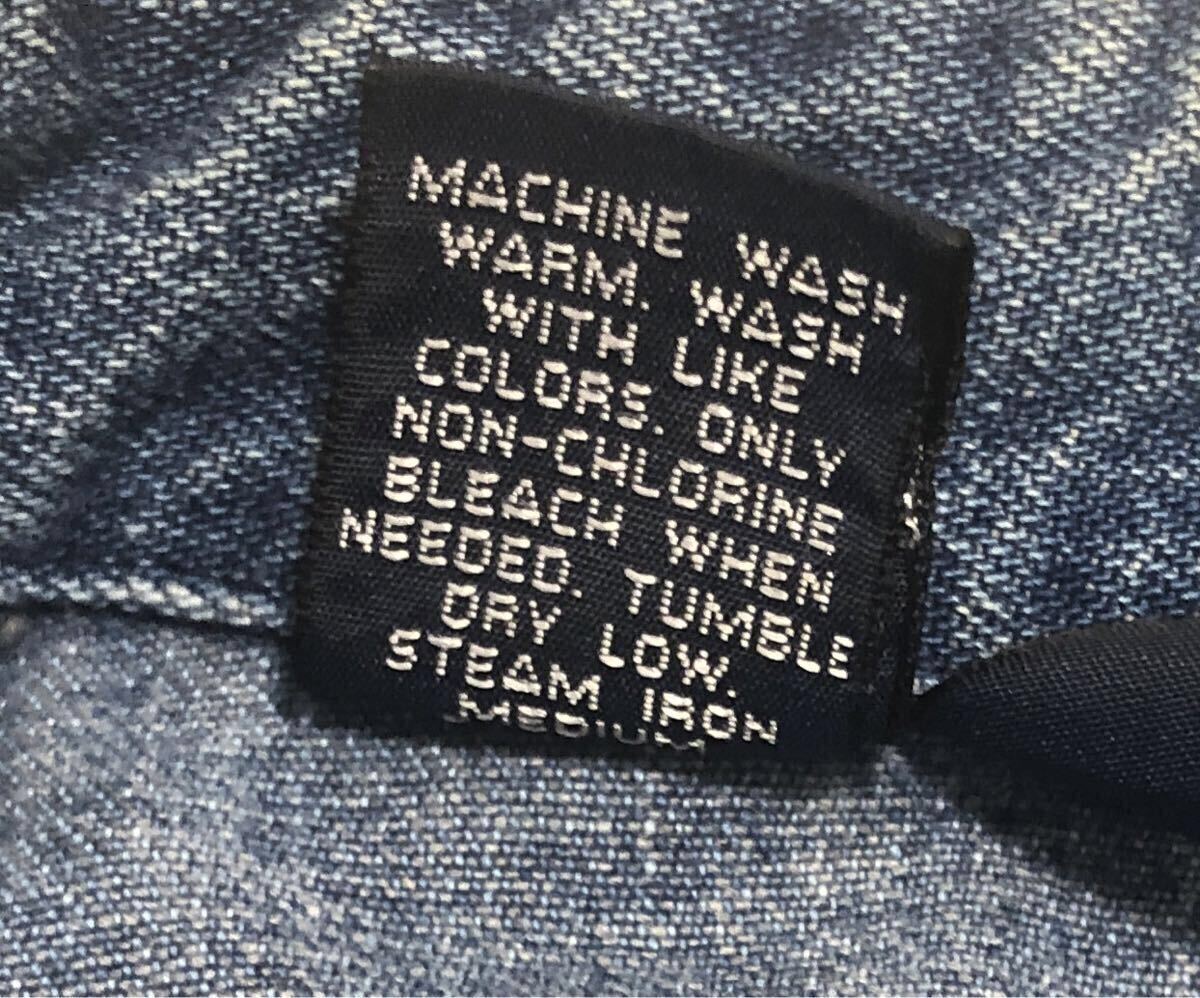 MACHINE WASH
WARM. WASH
WITH LIKE
COLORS. ONLY
NON-CHLORINE
BLEACH WHEN
NEEDED. TUMBLE
DRY LOW.
STEAM IRON
MEDIUM